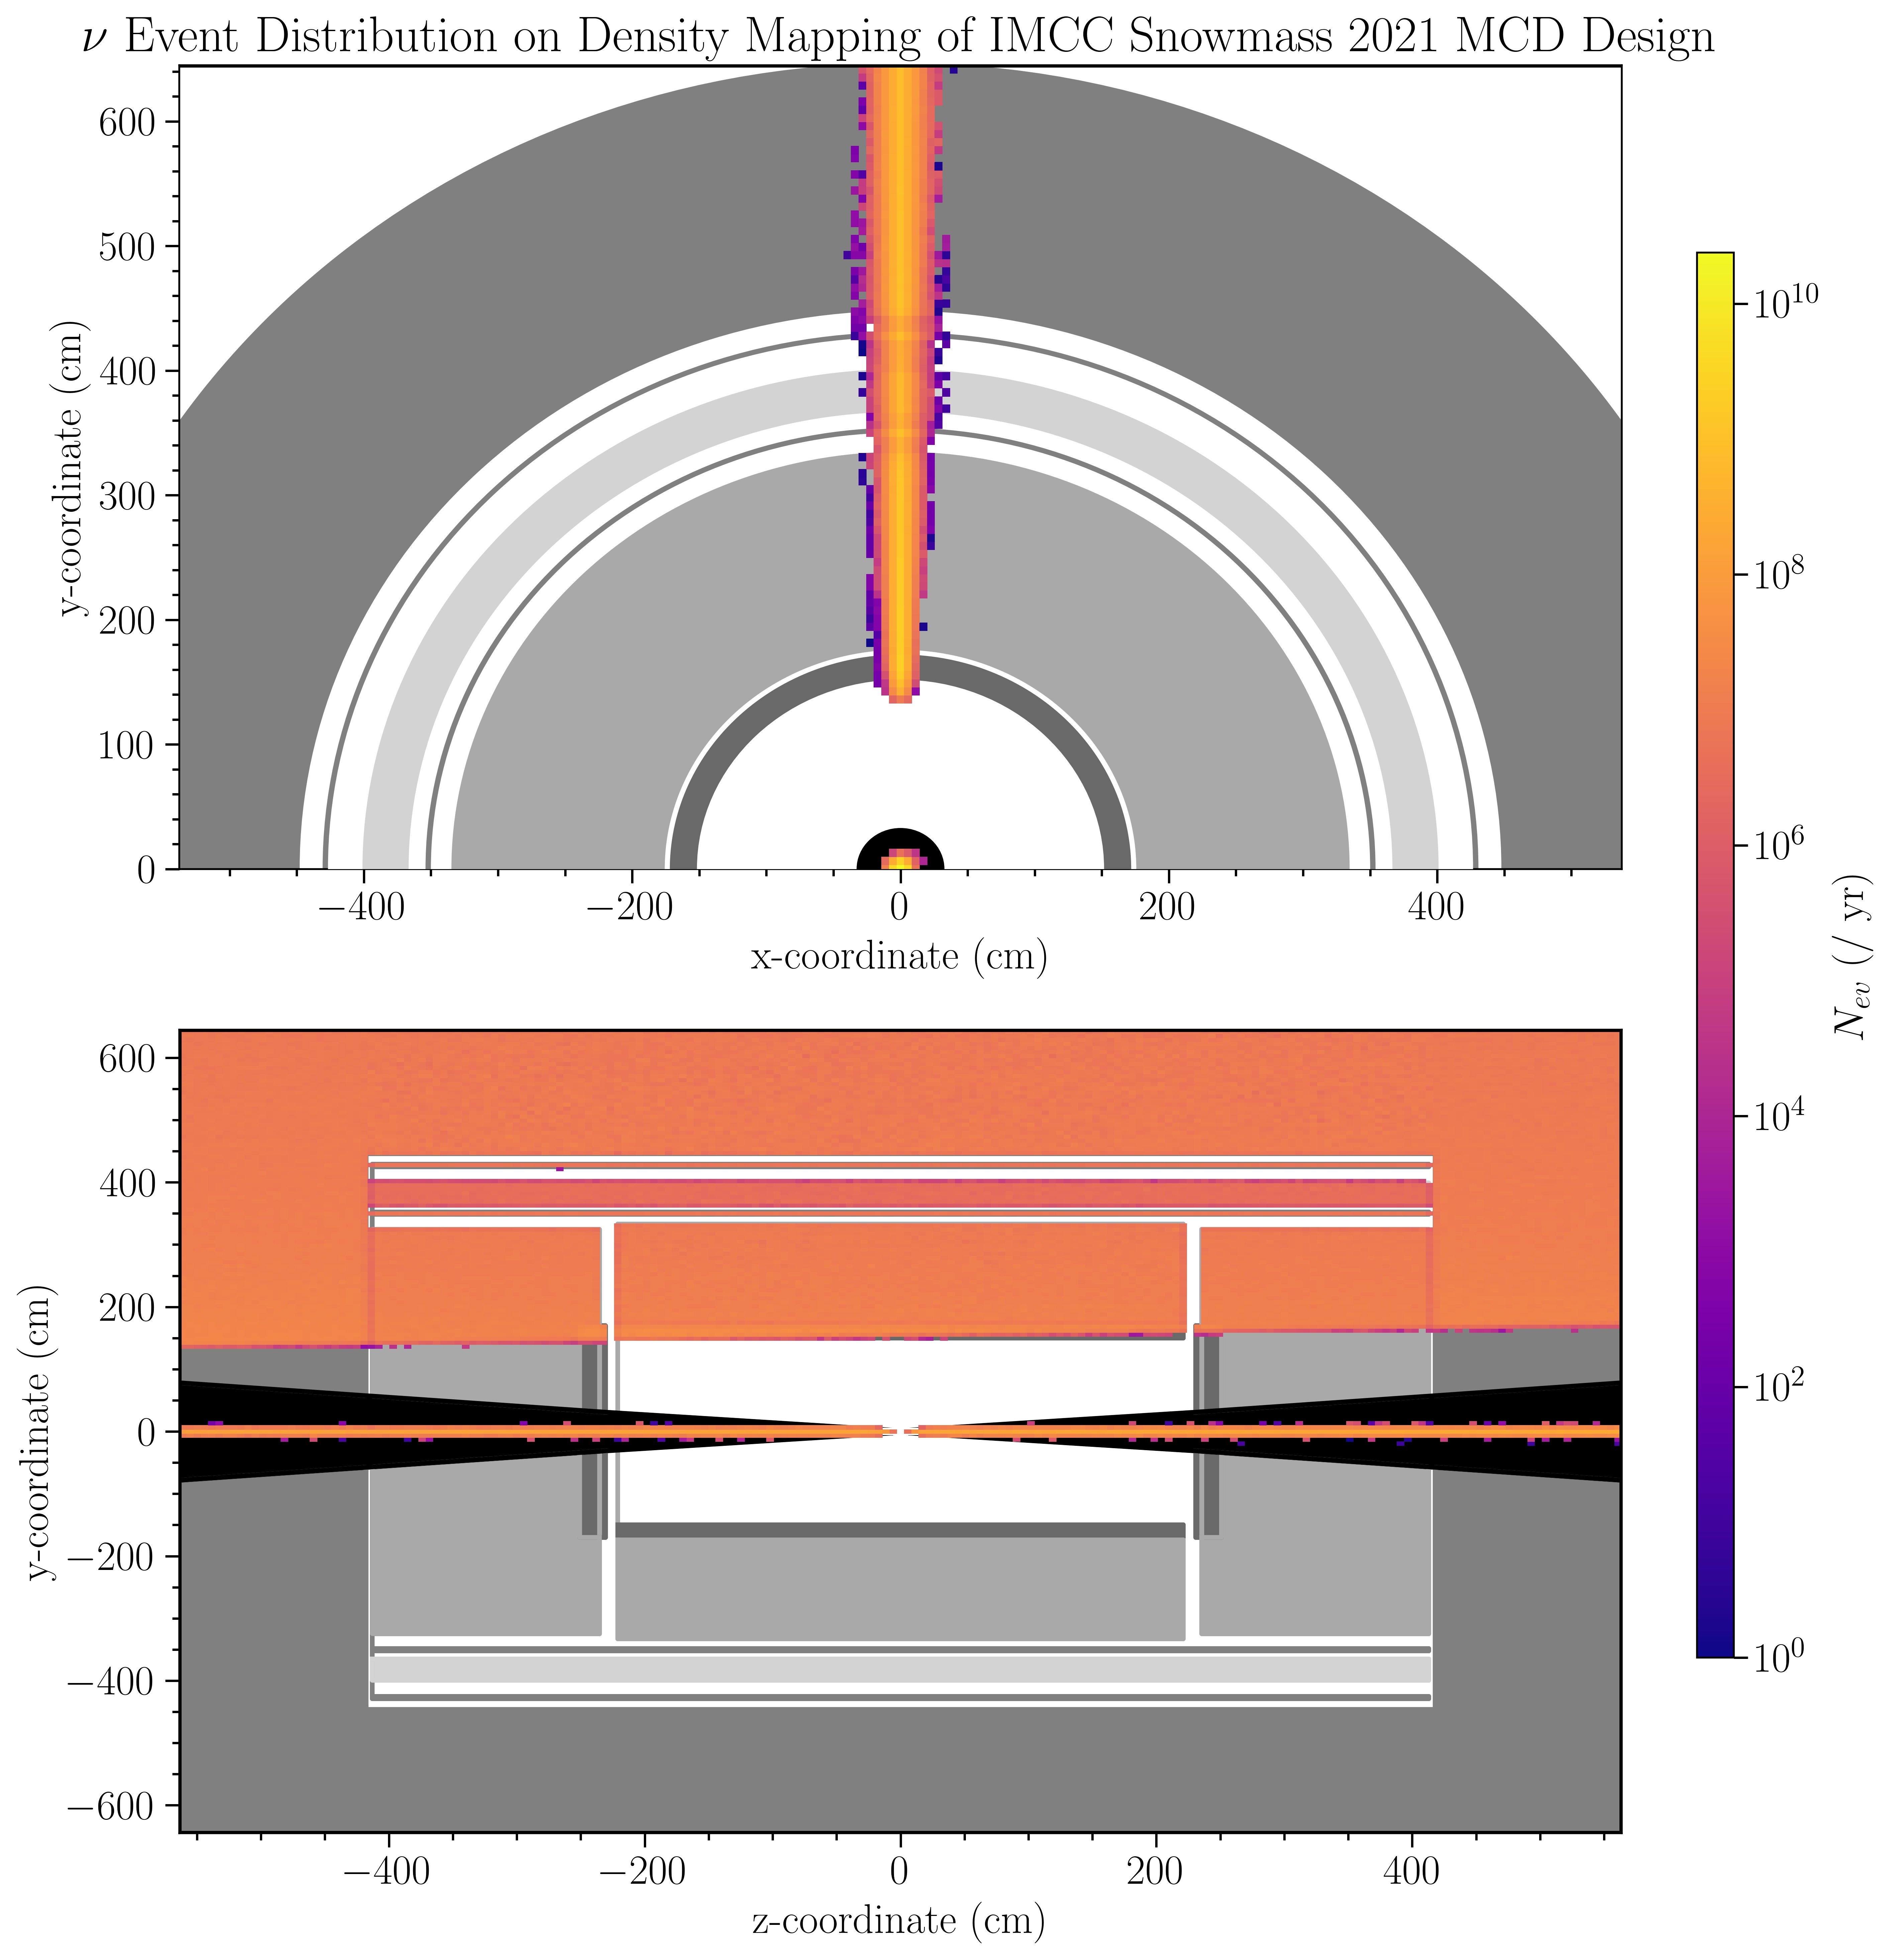 ν Event Distribution on Density Mapping of IMCC Snowmass 2021 MCD Design
600
500
400
300
200
100
0
y-coordinate (cm)
−400 −200 0 200 400
x-coordinate (cm)
600
400
200
0
−200
−400
−600
y-coordinate (cm)
−400 −200 0 200 400
z-coordinate (cm)
10^10
10^8
10^6
10^4
10^2
10^0
N_ev (/ yr)